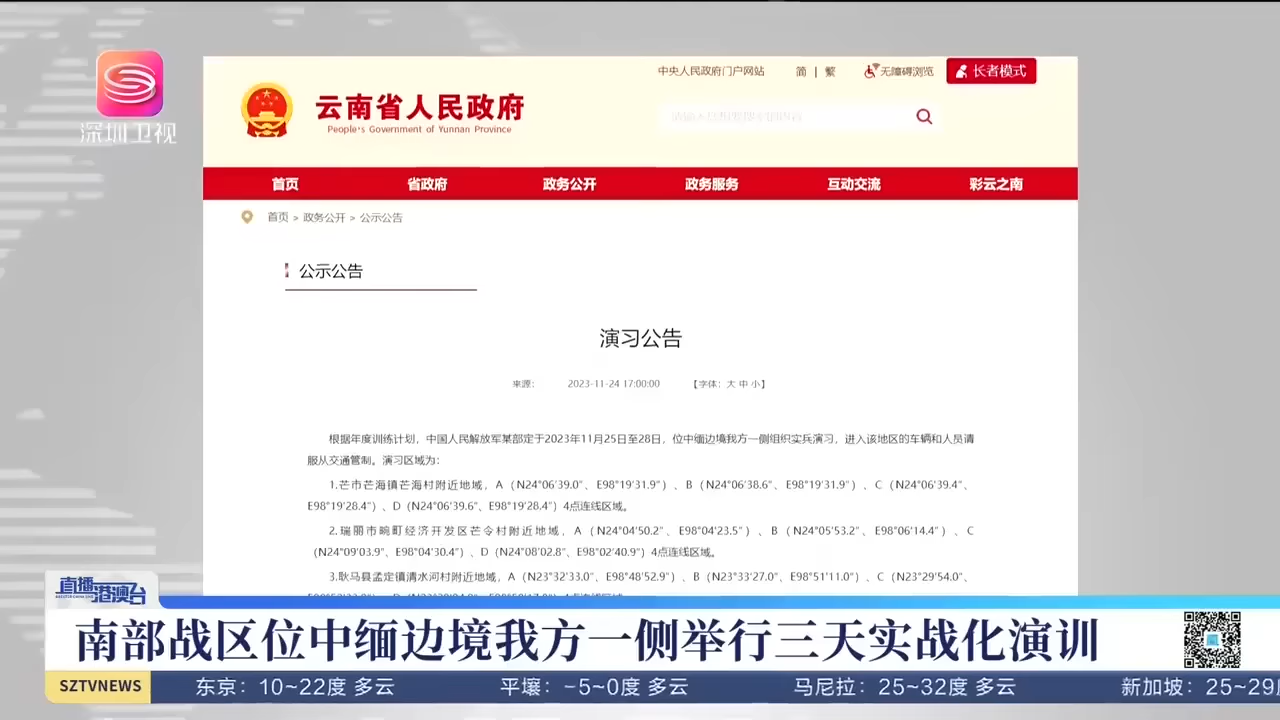 深圳卫视
中央人民政府门户网站 简 | 繁 无障碍浏览 长者模式
云南省人民政府
People's Government of Yunnan Province
首页 省政府 政务公开 政务服务 互动交流 彩云之南
首页 > 政务公开 > 公示公告
公示公告
演习公告
来源： 2023-11-24 17:00:00 【字体：大 中 小】
根据年度训练计划，中国人民解放军某部定于2023年11月25日至28日，位中缅边境我方一侧组织实兵演习，进入该地区的车辆和人员请
服从交通管制。演习区域为：
1.芒市芒海镇芒海村附近地域，A（N24°06′39.0″、E98°19′31.9″）、B（N24°06′38.6″、E98°19′31.9″）、C（N24°06′39.4″、
E98°19′28.4″）、D（N24°06′39.6″、E98°19′28.4″）4点连线区域。
2.瑞丽市畹町经济开发区芒令村附近地域，A（N24°04′50.2″、E98°04′23.5″）、B（N24°05′53.2″、E98°06′14.4″）、C
（N24°09′03.9″、E98°04′30.4″）、D（N24°08′02.8″、E98°02′40.9″）4点连线区域。
3.耿马县孟定镇清水河村附近地域，A（N23°32′33.0″、E98°48′52.9″）、B（N23°33′27.0″、
直播港澳台
南部战区位中缅边境我方一侧举行三天实战化演训
SZTVNEWS 东京：10~22度 多云 平壤：-5~0度 多云 马尼拉：25~32度 多云 新加坡：25~29